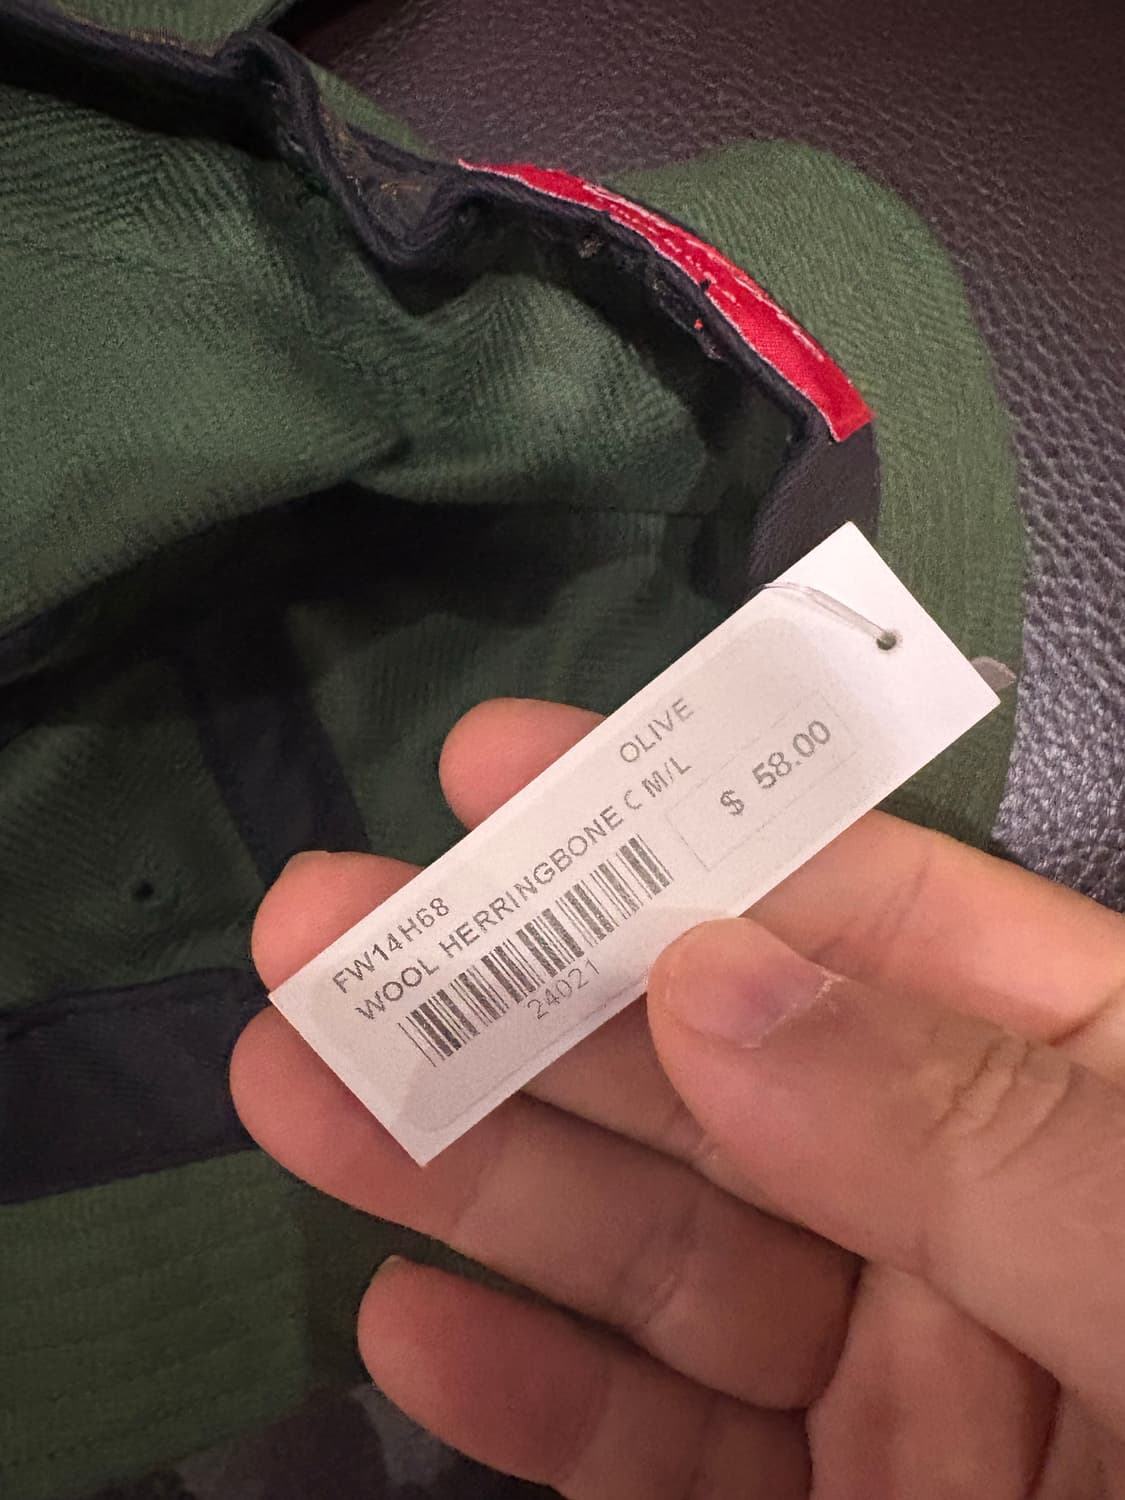 OLIVE
FW14H68
WOOL HERRINGBONE C M/L
$ 58.00
24021